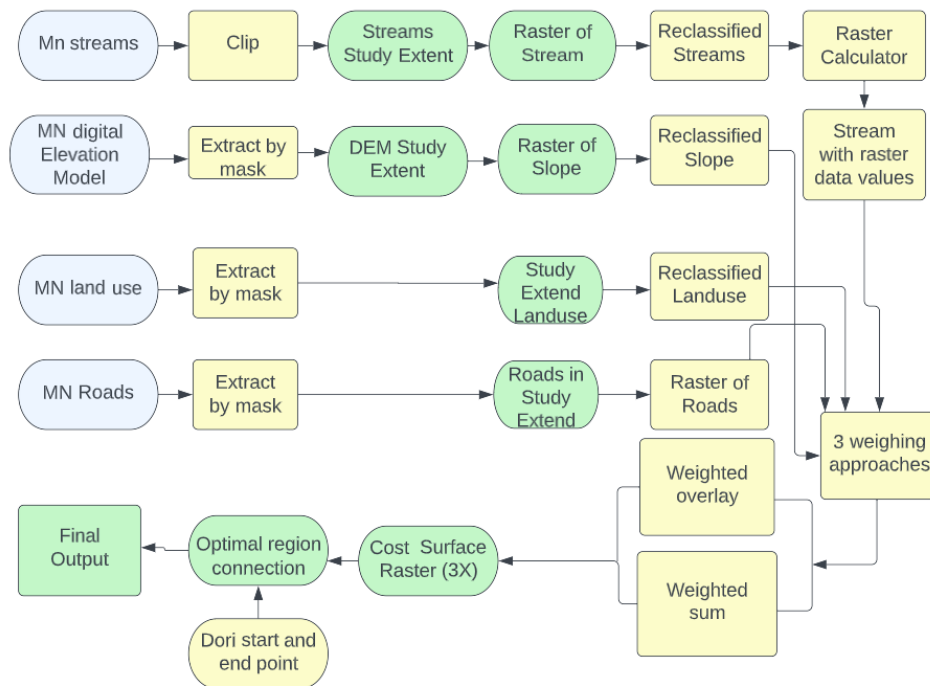 Mn streams
Clip
Streams
Study Extent
Raster of
Stream
Reclassified
Streams
Raster
Calculator
MN digital
Elevation
Model
Extract by
mask
DEM Study
Extent
Raster of
Slope
Reclassified
Slope
Stream
with raster
data values
MN land use
Extract
by mask
Study
Extend
Landuse
Reclassified
Landuse
MN Roads
Extract
by mask
Roads in
Study
Extend
Raster of
Roads
3 weighing
approaches
Weighted
overlay
Weighted
sum
Cost Surface
Raster (3X)
Optimal region
connection
Final
Output
Dori start and
end point